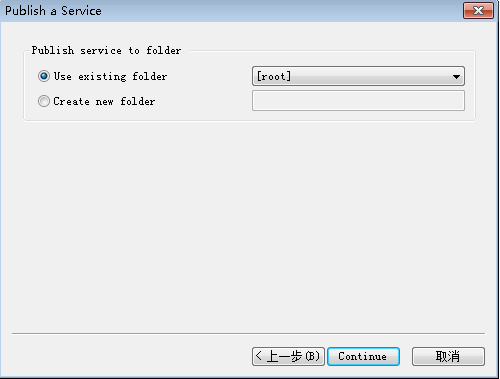 Publish a Service
Publish service to folder
Use existing folder
[root]
Create new folder
< 上一步(B)
Continue
取消